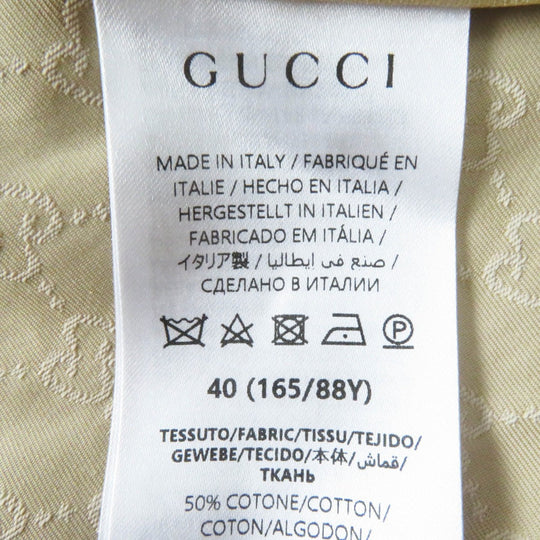 GUCCI
MADE IN ITALY / FABRIQUÉ EN
ITALIE / HECHO EN ITALIA /
HERGESTELLT IN ITALIEN /
FABRICADO EM ITÁLIA /
イタリア製 / صنع في إيطاليا /
СДЕЛАНО В ИТАЛИИ
P
40 (165/88Y)
TESSUTO/FABRIC/TISSU/TEJIDO/
GEWEBE/TECIDO/本体/قماش/
ТКАНЬ
50% COTONE/COTTON/
COTON/ALGODON/